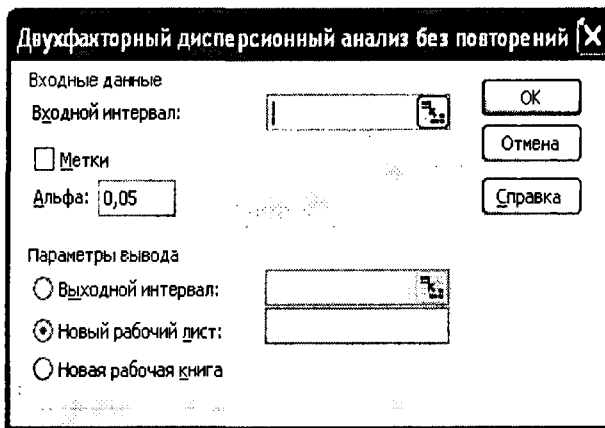 Двухфакторный дисперсионный анализ без повторений
Входные данные
Входной интервал:
Метки
Альфа: 0,05
Параметры вывода
Выходной интервал:
Новый рабочий лист:
Новая рабочая книга
ОК
Отмена
Справка